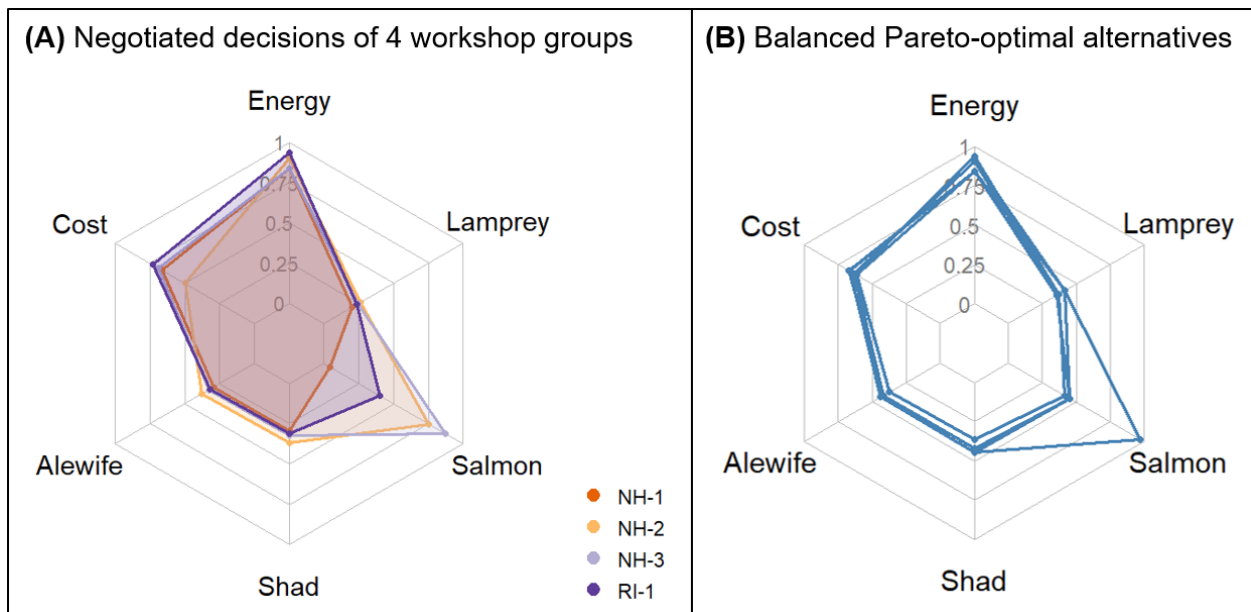 (A) Negotiated decisions of 4 workshop groups
Energy
1
0.75
0.5
0.25
0
Cost
Lamprey
Alewife
Salmon
Shad
NH-1
NH-2
NH-3
RI-1
(B) Balanced Pareto-optimal alternatives
Energy
1
.75
0.5
0.25
0
Cost
Lamprey
Alewife
Salmon
Shad